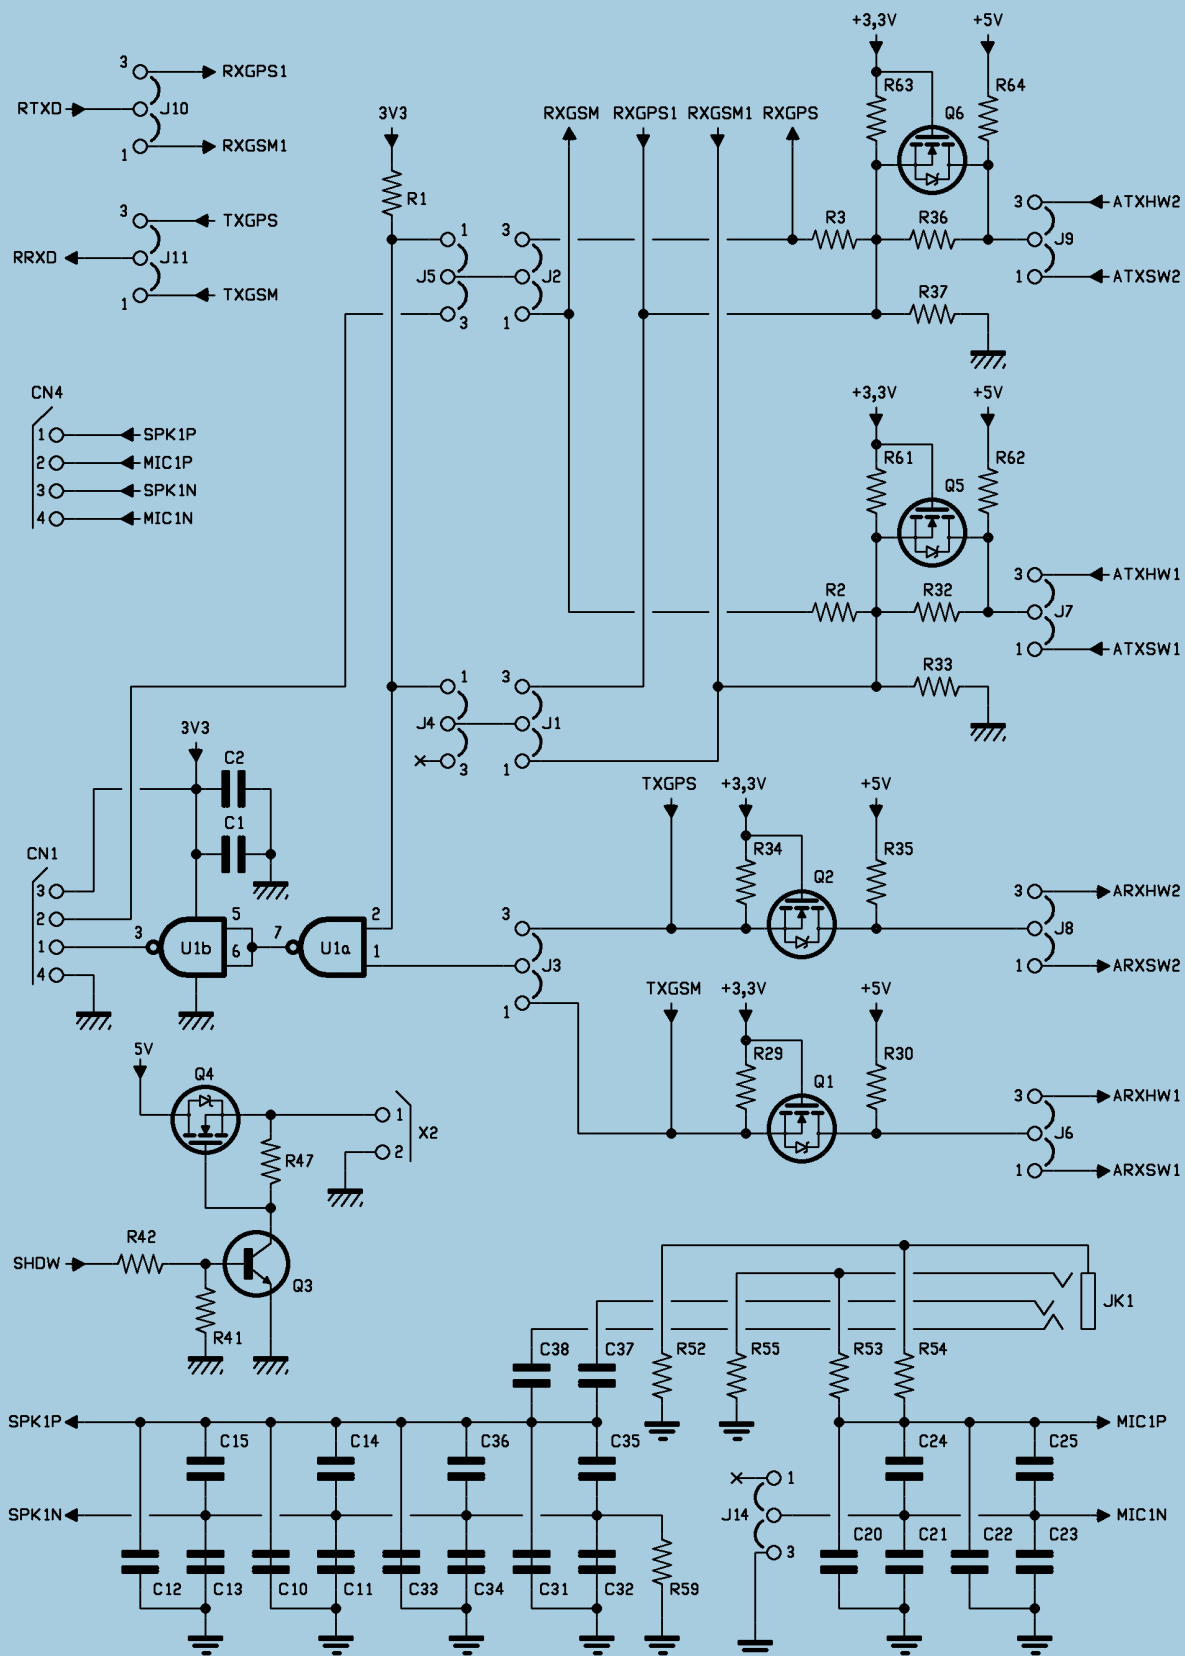 +3,3V +5V
3 RXGPS1
R63 R64
RTXD J10 3V3 RXGSM RXGPS1 RXGSM1 RXGPS Q6
1 RXGSM1
R1
3 TXGPS 3 ATXHW2
1 3 R3 R36 J9
RRXD J11 J5 J2 1 ATXSW2
1 TXGSM R37
3 1
CN4 +3,3V +5V
1 SPK1P
2 MIC1P R61 R62
3 SPK1N Q5
4 MIC1N
3 ATXHW1
R2 R32 J7
1 ATXSW1
R33
1 3
3V3 J4 J1
C2 3 1
TXGPS +3,3V +5V
C1
CN1 R34 R35
3 Q2 3 ARXHW2
2 5 2 3
1 3 U1b 6 7 U1a 1 J8
4 J3 1 ARXSW2
TXGSM +3,3V +5V
1
5V R29 R30
Q4 Q1
1 3 ARXHW1
X2 J6
R47 2 1 ARXSW1
R42
SHDW
Q3 JK1
R41 C38 C37 R52 R55 R53 R54
SPK1P MIC1P
C15 C14 C36 C35 C24 C25
1
SPK1N J14 MIC1N
C20 C21 C22 C23
3
C12 C13 C10 C11 C33 C34 C31 C32 R59